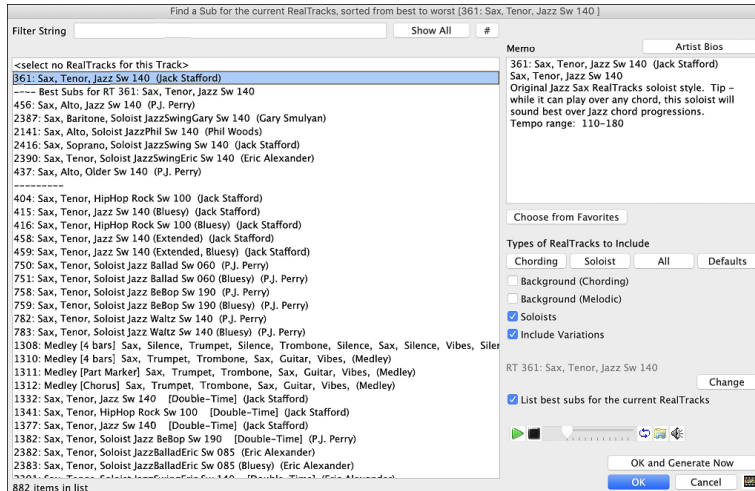 Find a Sub for the current RealTracks, sorted from best to worst [361: Sax, Tenor, Jazz Sw 140 ]
Filter String
Show All
#
<select no RealTracks for this Track>
361: Sax, Tenor, Jazz Sw 140 (Jack Stafford)
---- Best Subs for RT 361: Sax, Tenor, Jazz Sw 140
456: Sax, Alto, Jazz Sw 140 (P.J. Perry)
2387: Sax, Baritone, Soloist JazzSwingGary Sw 140 (Gary Smulyan)
2141: Sax, Alto, Soloist JazzPhil Sw 140 (Phil Woods)
2416: Sax, Soprano, Soloist JazzSwing Sw 140 (Jack Stafford)
2390: Sax, Tenor, Soloist JazzSwingEric Sw 140 (Eric Alexander)
437: Sax, Alto, Older Sw 140 (P.J. Perry)
---------
404: Sax, Tenor, HipHop Rock Sw 100 (Jack Stafford)
415: Sax, Tenor, Jazz Sw 140 (Bluesy) (Jack Stafford)
416: Sax, Tenor, HipHop Rock Sw 100 (Bluesy) (Jack Stafford)
458: Sax, Tenor, Jazz Sw 140 (Extended) (Jack Stafford)
459: Sax, Tenor, Jazz Sw 140 (Extended, Bluesy) (Jack Stafford)
750: Sax, Tenor, Soloist Jazz Ballad Sw 060 (P.J. Perry)
751: Sax, Tenor, Soloist Jazz Ballad Sw 060 (Bluesy) (P.J. Perry)
758: Sax, Tenor, Soloist Jazz BeBop Sw 190 (P.J. Perry)
759: Sax, Tenor, Soloist Jazz BeBop Sw 190 (Bluesy) (P.J. Perry)
782: Sax, Tenor, Soloist Jazz Waltz Sw 140 (P.J. Perry)
783: Sax, Tenor, Soloist Jazz Waltz Sw 140 (Bluesy) (P.J. Perry)
1308: Medley [4 bars] Sax, Silence, Trumpet, Silence, Trombone, Silence, Sax, Silence, Vibes, Siler
1310: Medley [4 bars] Sax, Trumpet, Trombone, Sax, Guitar, Vibes, (Medley)
1311: Medley [Part Marker] Sax, Trumpet, Trombone, Sax, Guitar, Vibes, (Medley)
1312: Medley [Chorus] Sax, Trumpet, Trombone, Sax, Guitar, Vibes, (Medley)
1332: Sax, Tenor, Jazz Sw 140 [Double-Time] (Jack Stafford)
1341: Sax, Tenor, HipHop Rock Sw 100 [Double-Time] (Jack Stafford)
1377: Sax, Tenor, Jazz Sw 140 [Double-Time] (Jack Stafford)
1382: Sax, Tenor, Soloist Jazz BeBop Sw 190 [Double-Time] (P.J. Perry)
2382: Sax, Tenor, Soloist JazzBalladEric Sw 085 (Eric Alexander)
2383: Sax, Tenor, Soloist JazzBalladEric Sw 085 (Bluesy) (Eric Alexander)
882 items in list
Memo
Artist Bios
361: Sax, Tenor, Jazz Sw 140 (Jack Stafford)
Sax, Tenor, Jazz Sw 140
Original Jazz Sax RealTracks soloist style. Tip -
while it can play over any chord, this soloist will
sound best over Jazz chord progressions.
Tempo range: 110-180
Choose from Favorites
Types of RealTracks to Include
Chording
Soloist
All
Defaults
Background (Chording)
Background (Melodic)
Soloists
Include Variations
RT 361: Sax, Tenor, Jazz Sw 140
Change
List best subs for the current RealTracks
OK and Generate Now
OK
Cancel